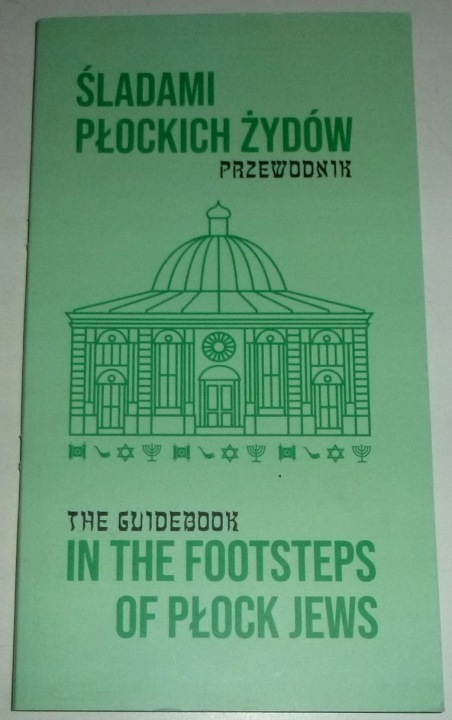 ŚLADAMI
PŁOCKICH ŻYDÓW
PRZEWODNIK
THE GUIDEBOOK
IN THE FOOTSTEPS
OF PŁOCK JEWS